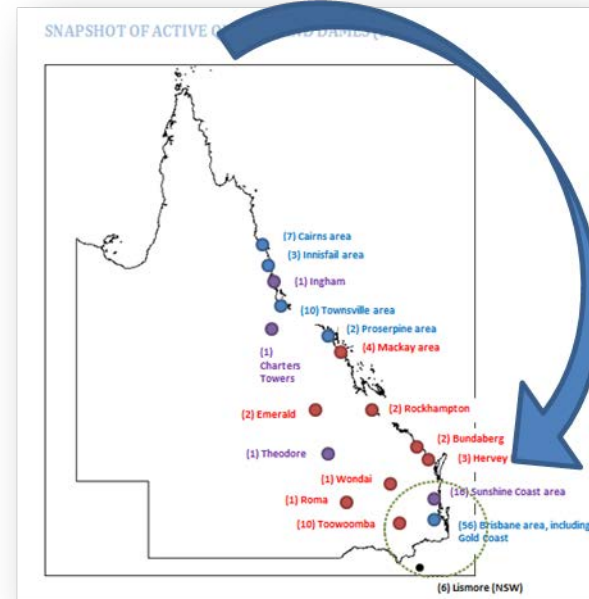 SNAPSHOT OF ACTIVE
(7) Cairns area
(3) Innisfail area
(1) Ingham
(10) Townsville area
(2) Proserpine area
(4) Mackay area
(1)
Charters
Towers
(2) Emerald
(2) Rockhampton
(2) Bundaberg
(1) Theodore
(3) Hervey
(1) Wondai
(16) Sunshine Coast area
(1) Roma
(10) Toowoomba
(56) Brisbane area, including
Gold Coast
(6) Lismore (NSW)